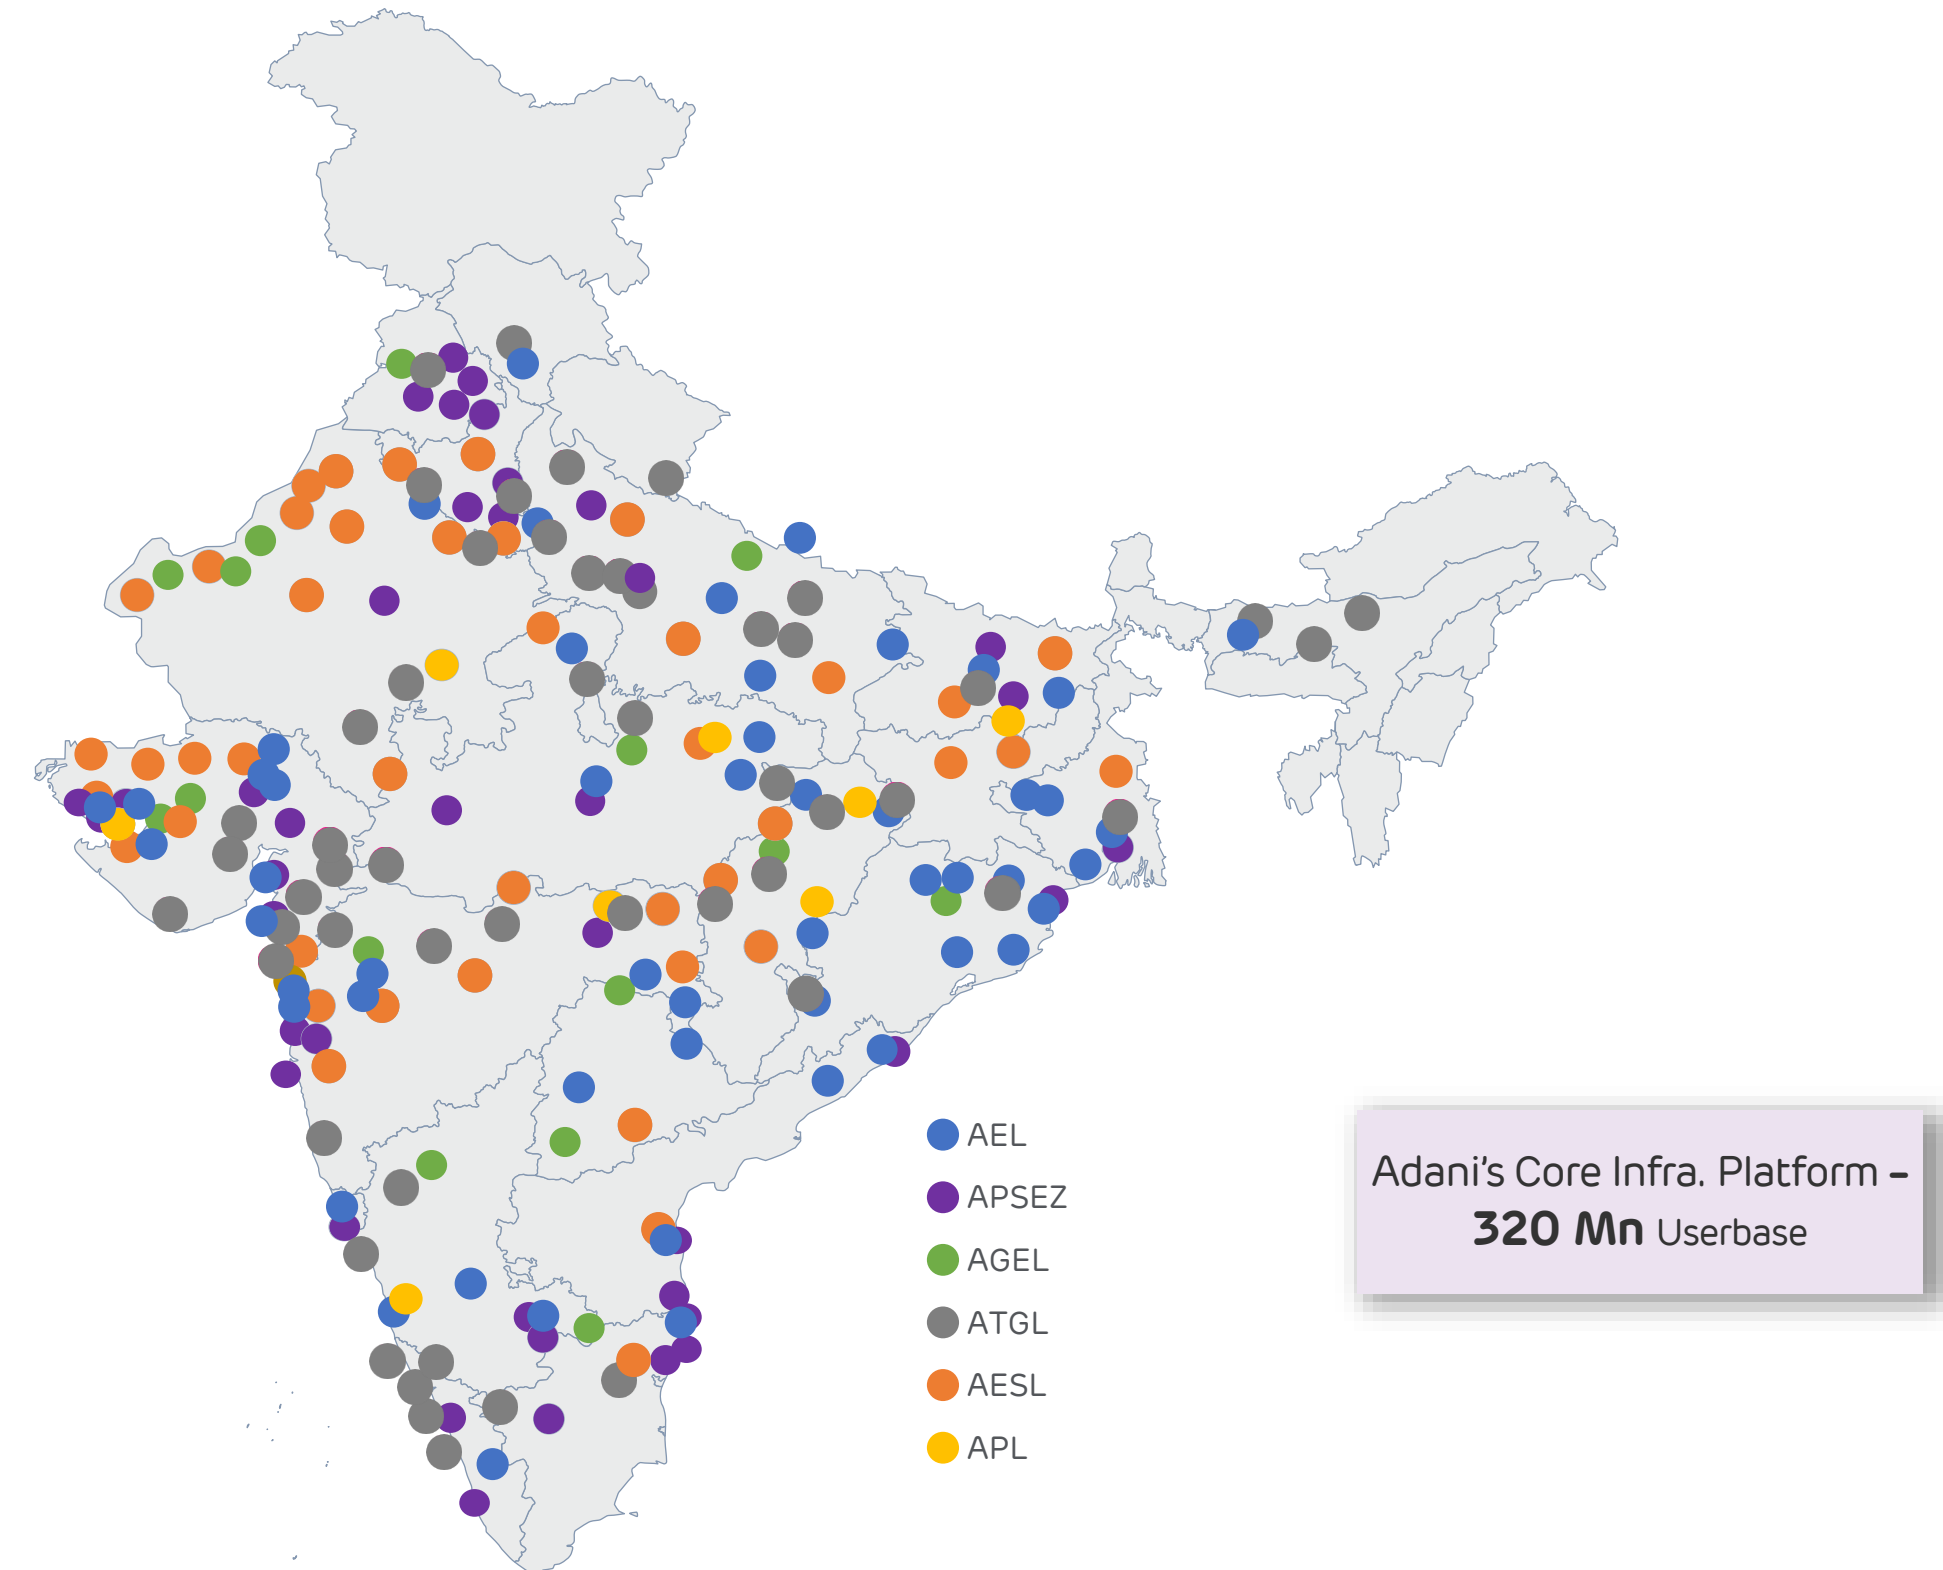 AEL
APSEZ
AGEL
ATGL
AESL
APL
Adani's Core Infra. Platform –
320 Mn Userbase